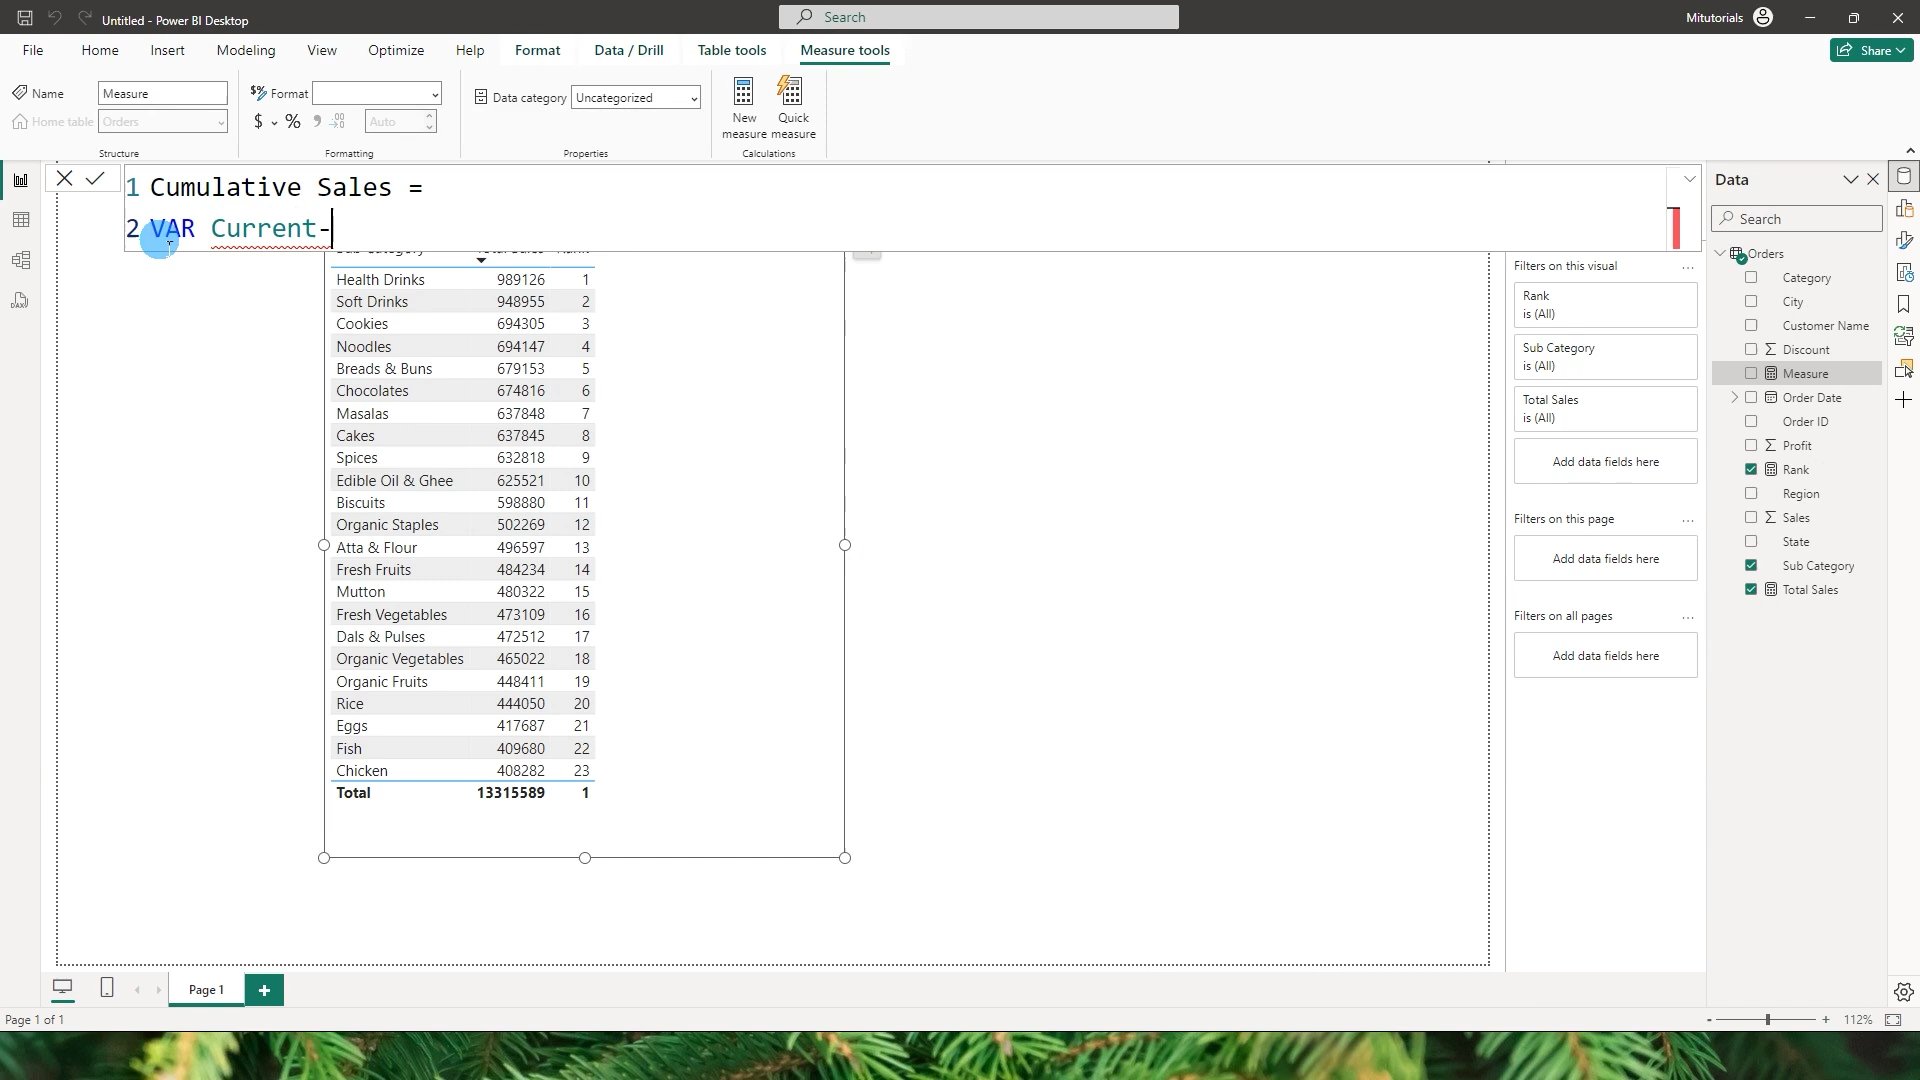 Untitled - Power BI Desktop
Search
Mitutorials
File Home Insert Modeling View Optimize Help Format Data / Drill Table tools Measure tools
Share
Name Measure
Home table Orders
Structure
Format
$ % Auto
Formatting
Data category Uncategorized
Properties
New measure
Quick measure
Calculations
1 Cumulative Sales =
2 VAR Current-
Health Drinks 989126 1
Soft Drinks 948955 2
Cookies 694305 3
Noodles 694147 4
Breads & Buns 679153 5
Chocolates 674816 6
Masalas 637848 7
Cakes 637845 8
Spices 632818 9
Edible Oil & Ghee 625521 10
Biscuits 598880 11
Organic Staples 502269 12
Atta & Flour 496597 13
Fresh Fruits 484234 14
Mutton 480322 15
Fresh Vegetables 473109 16
Dals & Pulses 472512 17
Organic Vegetables 465022 18
Organic Fruits 448411 19
Rice 444050 20
Eggs 417687 21
Fish 409680 22
Chicken 408282 23
Total 13315589 1
Filters on this visual ...
Rank
is (All)
Sub Category
is (All)
Total Sales
is (All)
Add data fields here
Filters on this page ...
Add data fields here
Filters on all pages ...
Add data fields here
Data
Search
Orders
Category
City
Customer Name
Discount
Measure
Order Date
Order ID
Profit
Rank
Region
Sales
State
Sub Category
Total Sales
DAX
Page 1
Page 1 of 1
- + 112%